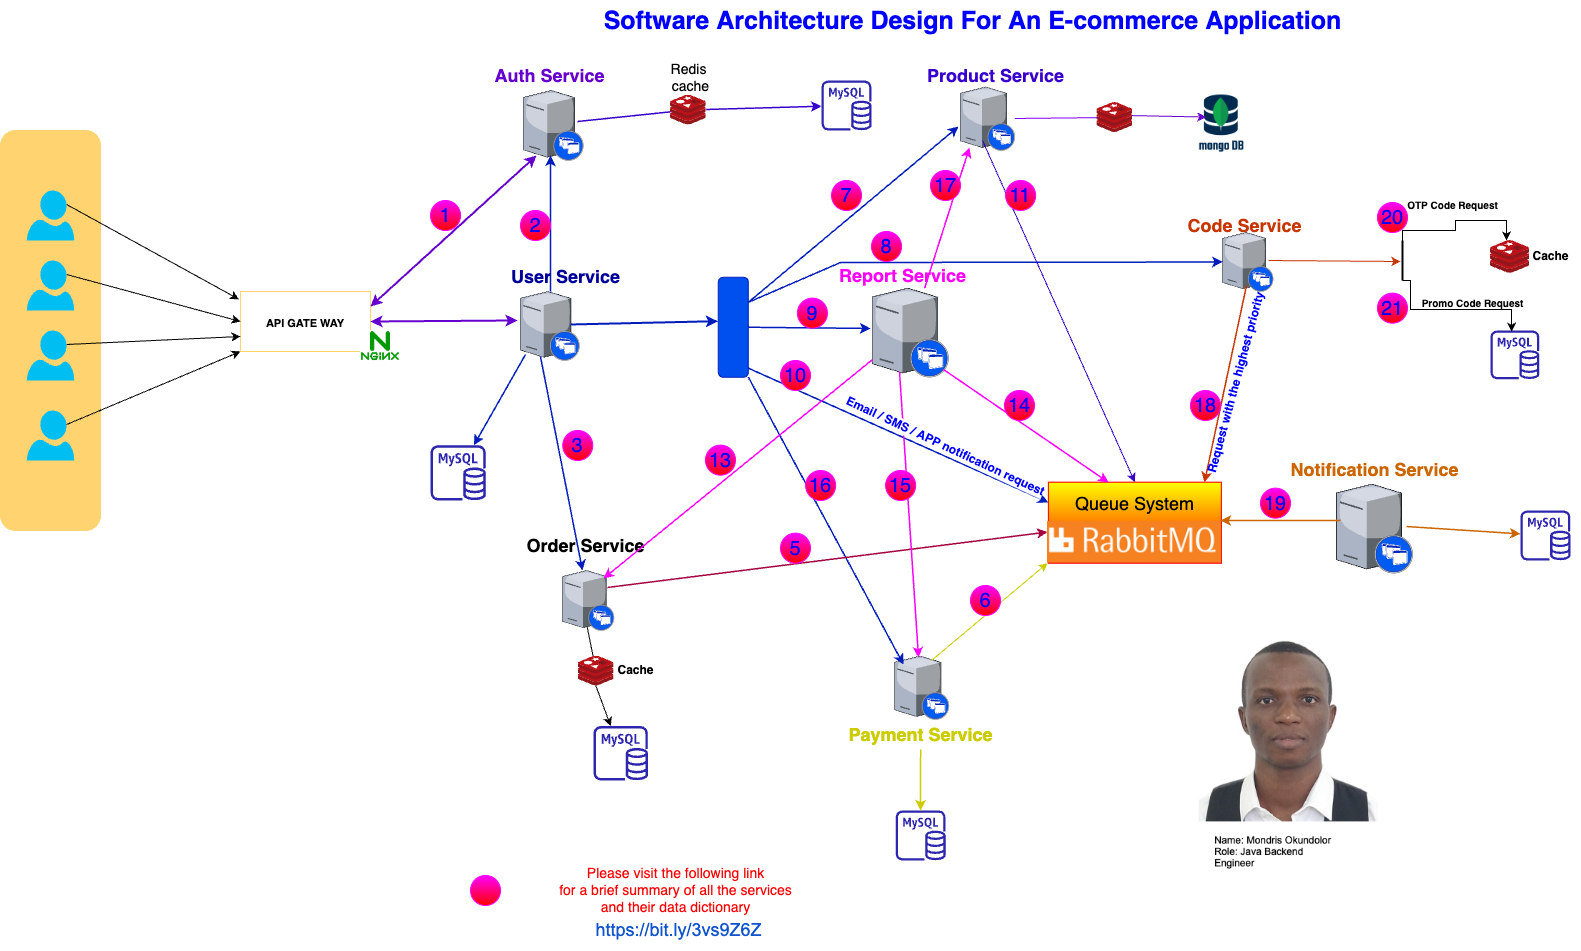 Software Architecture Design For An E-commerce Application
Auth Service
Redis
cache
MySQL
Product Service
mongo DB
1
2
7
17
11
8
20
OTP Code Request
Code Service
Cache
User Service
Report Service
API GATE WAY
NGINX
9
21
Promo Code Request
MySQL
Request with the highest priority
10
14
18
Email / SMS / APP notification request
3
MySQL
13
16
15
Notification Service
19
Queue System
RabbitMQ
MySQL
Order Service
5
6
Cache
MySQL
Payment Service
MySQL
Name: Mondris Okundolor
Role: Java Backend
Engineer
Please visit the following link
for a brief summary of all the services
and their data dictionary
https://bit.ly/3vs9Z6Z